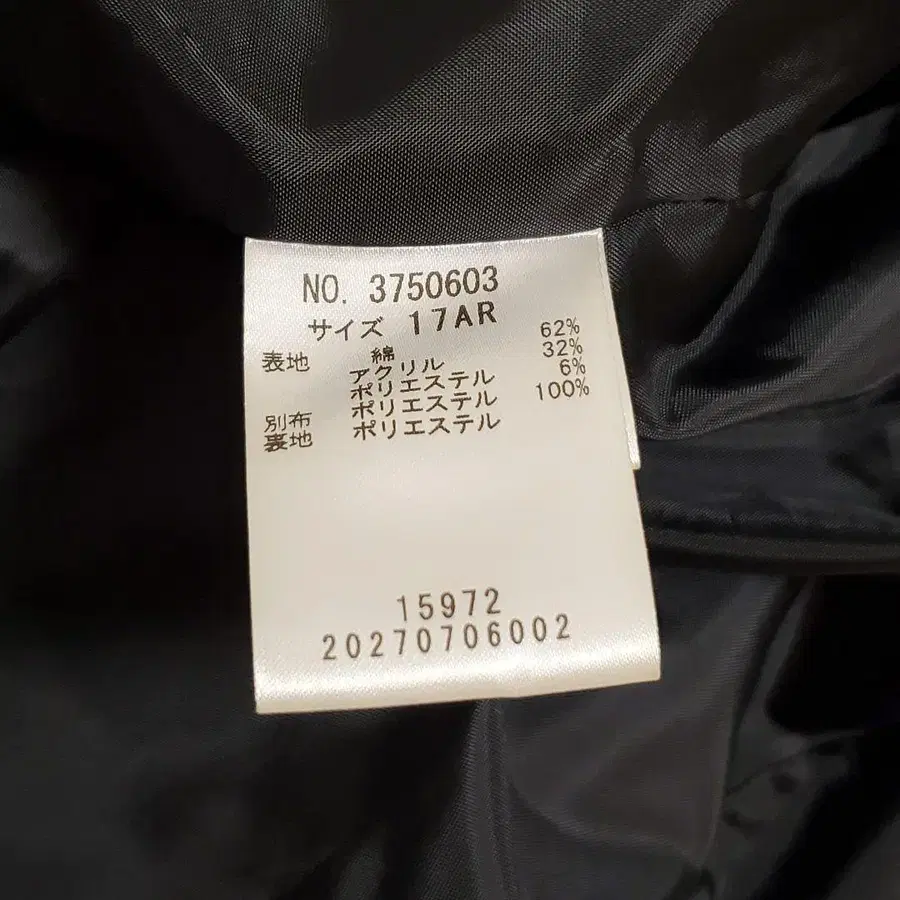 NO. 3750603
サイズ 17AR
表地 綿 62%
アクリル 32%
ポリエステル 6%
別布 ポリエステル 100%
裏地 ポリエステル
15972
20270706002